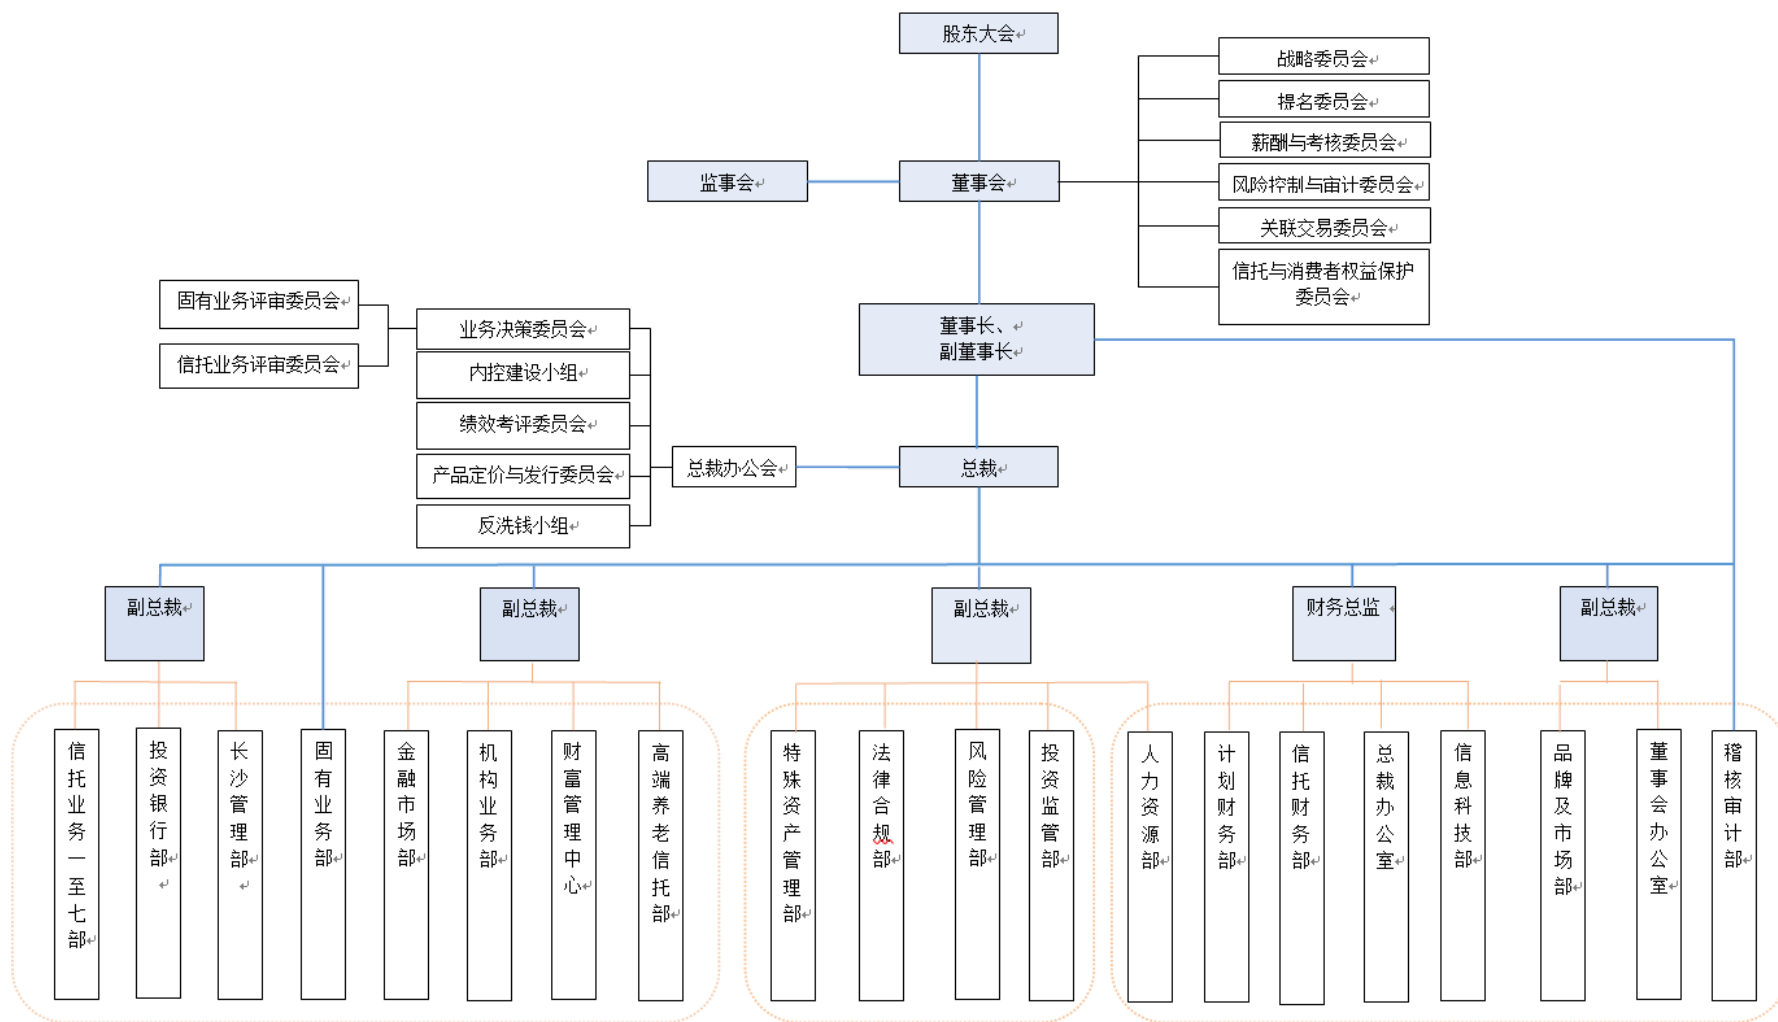 股东大会
战略委员会
提名委员会
薪酬与考核委员会
监事会
董事会
风险控制与审计委员会
关联交易委员会
信托与消费者权益保护
委员会
固有业务评审委员会
信托业务评审委员会
业务决策委员会
内控建设小组
绩效考评委员会
产品定价与发行委员会
反洗钱小组
董事长、
副董事长
总裁办公会
总裁
副总裁
副总裁
副总裁
财务总监
副总裁
信托业务一至七部
投资银行部
长沙管理部
固有业务部
金融市场部
机构业务部
财富管理中心
高端养老信托部
特殊资产管理部
法律合规部
风险管理部
投资监管部
人力资源部
计划财务部
信托财务部
总裁办公室
信息科技部
品牌及市场部
董事会办公室
稽核审计部